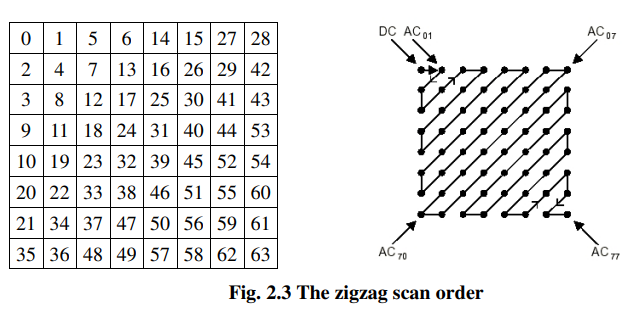 0 1 5 6 14 15 27 28
2 4 7 13 16 26 29 42
3 8 12 17 25 30 41 43
9 11 18 24 31 40 44 53
10 19 23 32 39 45 52 54
20 22 33 38 46 51 55 60
21 34 37 47 50 56 59 61
35 36 48 49 57 58 62 63
DC AC01 AC07
AC70 AC77
Fig. 2.3 The zigzag scan order